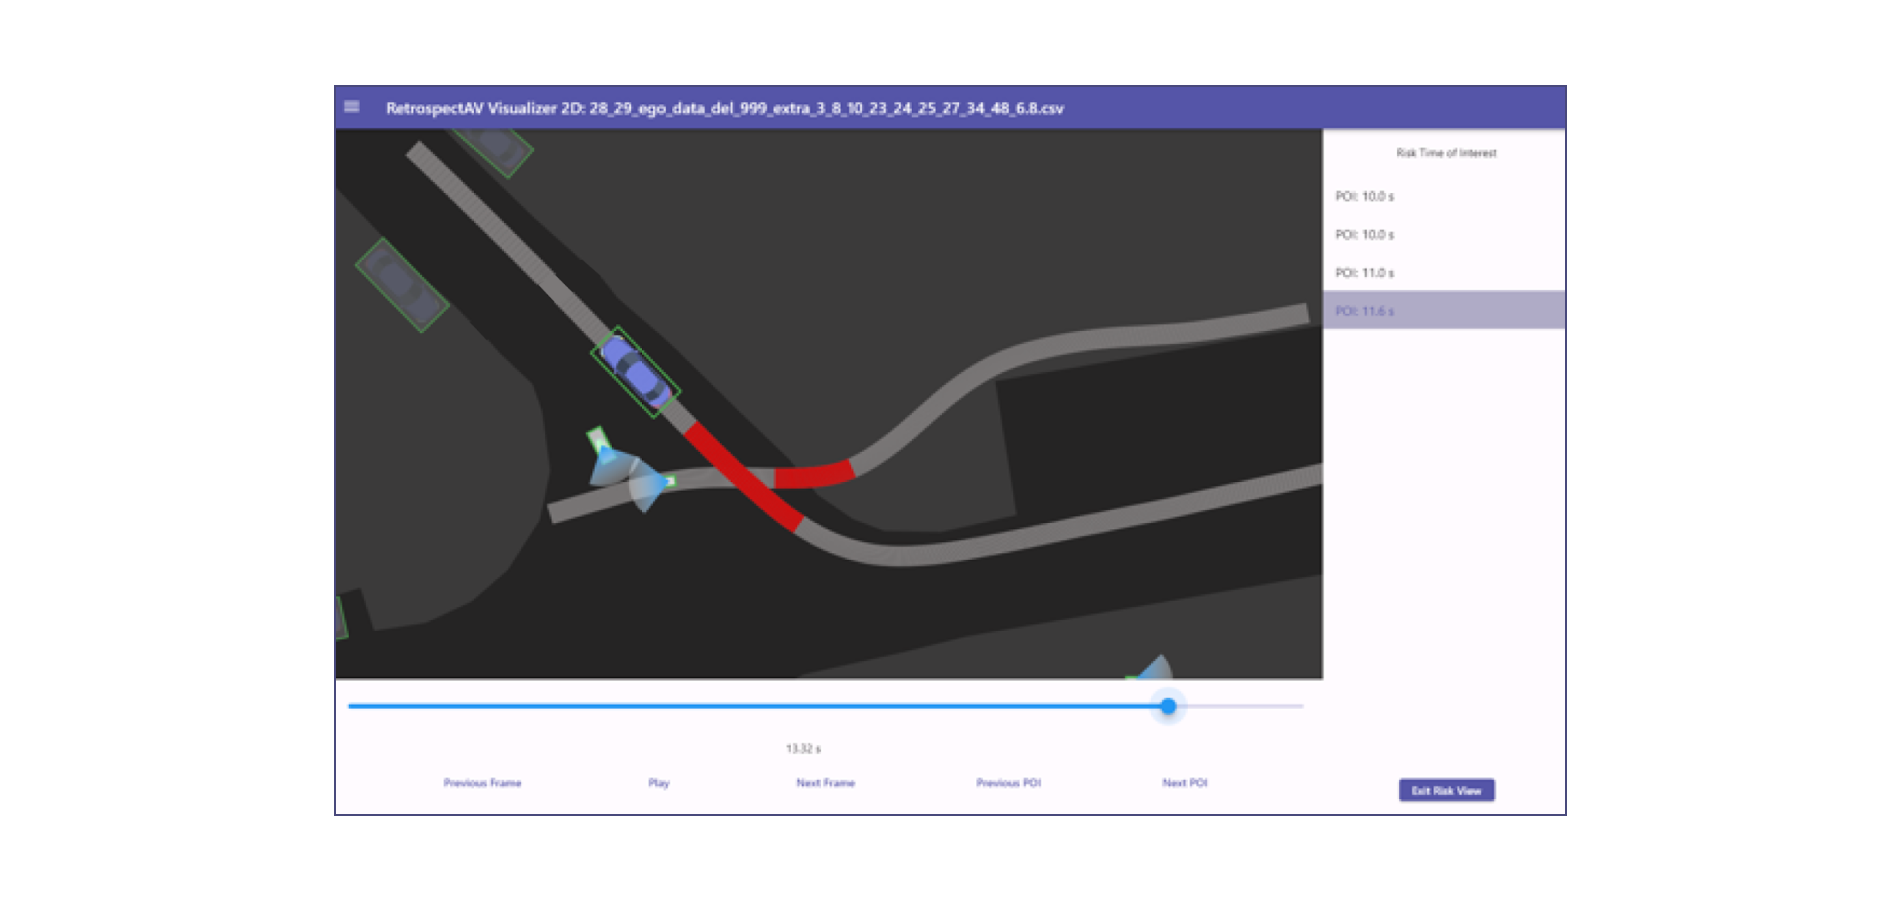 RetrospectAV Visualizer 2D: 28_29_ego_data_del_999_extra_3_8_10_23_24_25_27_34_48_6.8.csv
Risk Time of Interest
POI: 10.0 s
POI: 10.0 s
POI: 11.0 s
POI: 11.6 s
13.32 s
Previous Frame
Play
Next Frame
Previous POI
Next POI
Exit Risk View